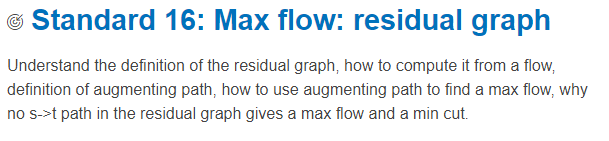 Standard 16: Max flow: residual graph
Understand the definition of the residual graph, how to compute it from a flow,
definition of augmenting path, how to use augmenting path to find a max flow, why
no s->t path in the residual graph gives a max flow and a min cut.